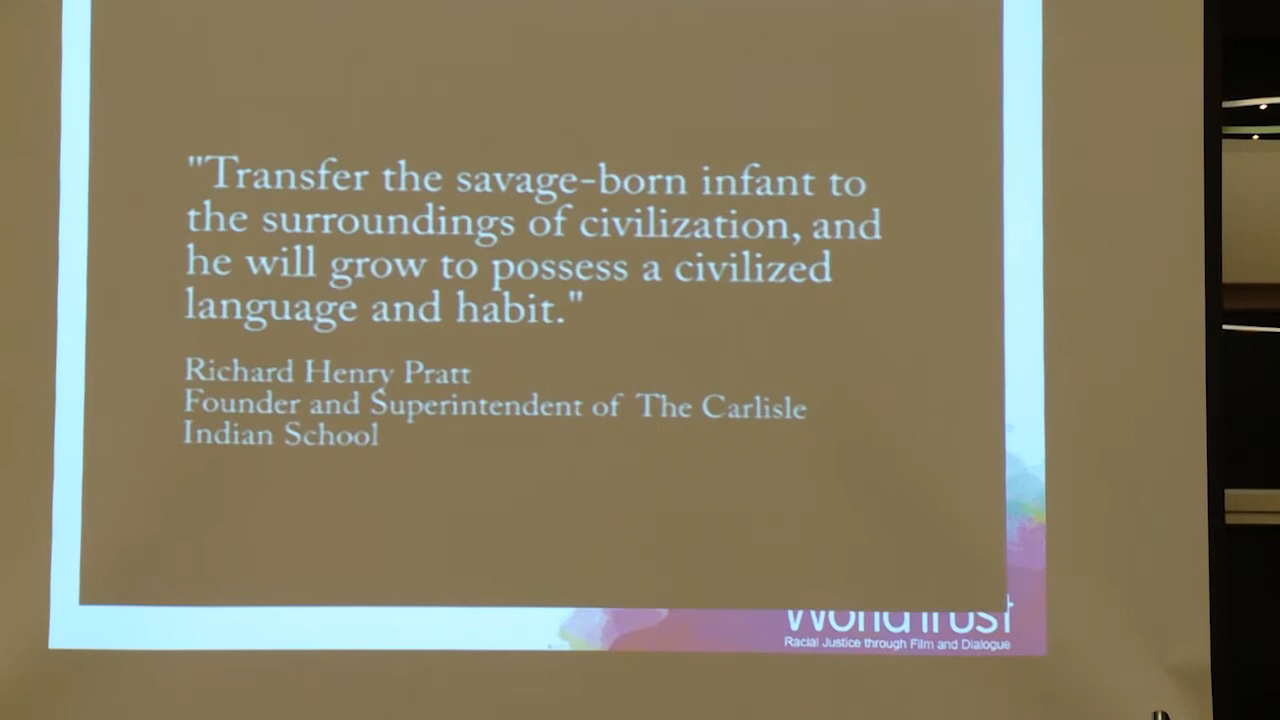 "Transfer the savage-born infant to
the surroundings of civilization, and
he will grow to possess a civilized
language and habit."
Richard Henry Pratt
Founder and Superintendent of The Carlisle
Indian School
WorldTrust
Racial Justice through Film and Dialogue